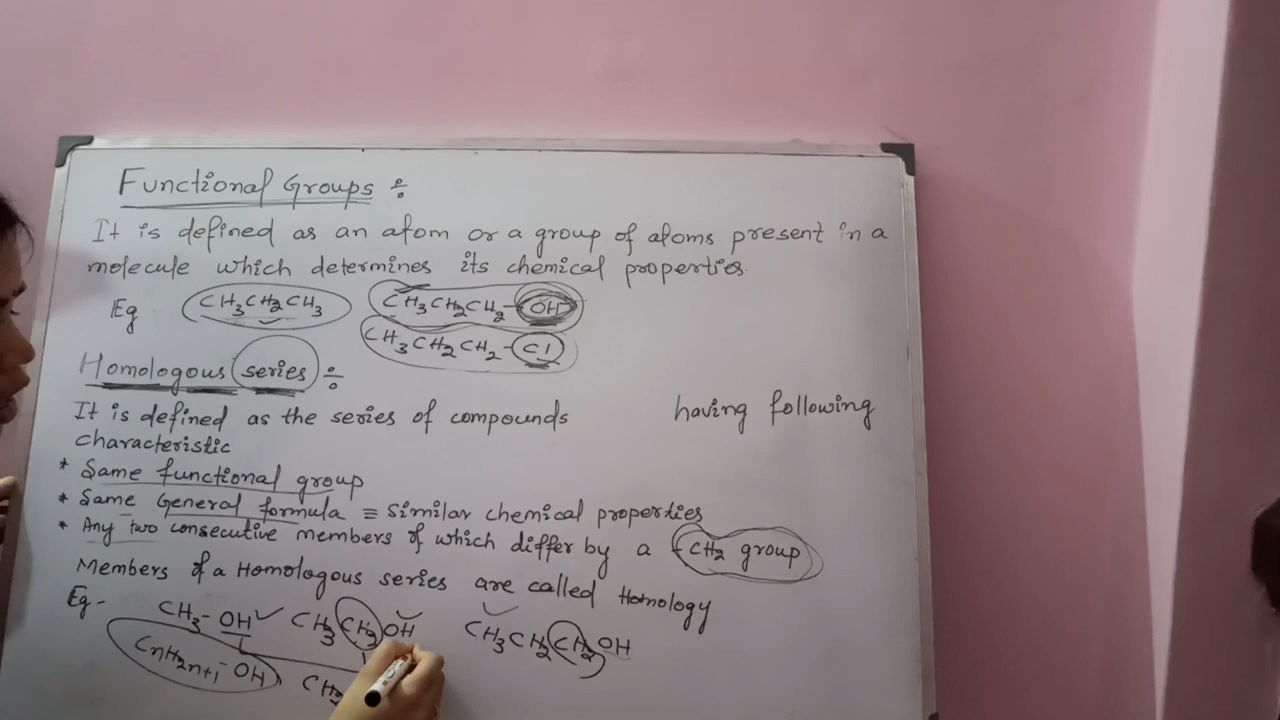 Functional Groups ÷
It is defined as an atom or a group of atoms present in a
molecule which determines its chemical properties.
Eg CH3CH2CH3 CH3CH2CH2-OH
CH3CH2CH2-Cl
Homologous series ÷
It is defined as the series of compounds having following
characteristic
* Same functional group
* Same General formula ≡ Similar chemical properties
* Any two consecutive members of which differ by a -CH2 group
Members of a Homologous series are called Homology
Eg- CH3-OH CH3CH2OH CH3CH2CH2OH
CnH2n+1-OH